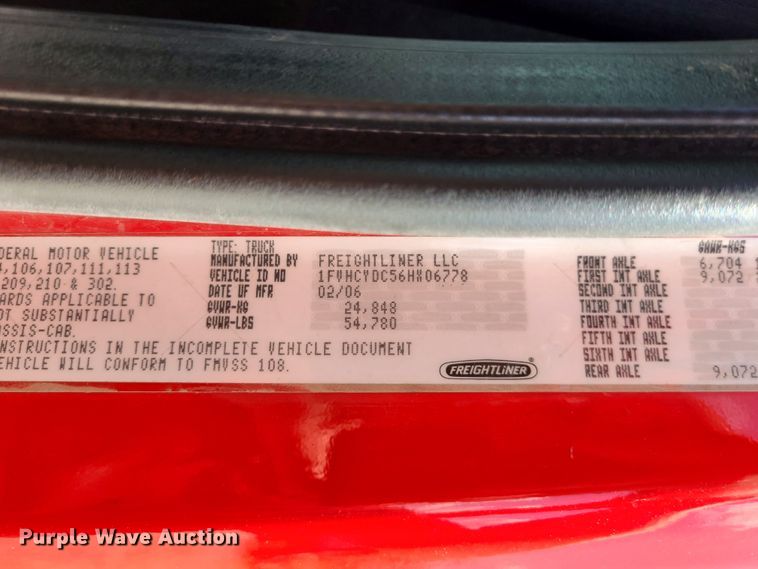 DERAL MOTOR VEHICLE
,106,107,111,113
209,210 & 302.
ARDS APPLICABLE TO
OT SUBSTANTIALLY
ASSIS-CAB.
NSTRUCTIONS IN THE INCOMPLETE VEHICLE DOCUMENT
EHICLE WILL CONFORM TO FMVSS 108.
TYPE: TRUCK
MANUFACTURED BY FREIGHTLINER LLC
VEHICLE ID NO 1FVHCYDC56HX06778
DATE OF MFR 02/06
GVWR-KG 24,848
GVWR-LBS 54,780
FREIGHTLINER®
GAWR-KGS
FRONT AXLE 6,704 1
FIRST INT AXLE 9,072
SECOND INT AXLE
THIRD INT AXLE
FOURTH INT AXLE
FIFTH INT AXLE
SIXTH INT AXLE
REAR AXLE 9,072
Purple Wave Auction